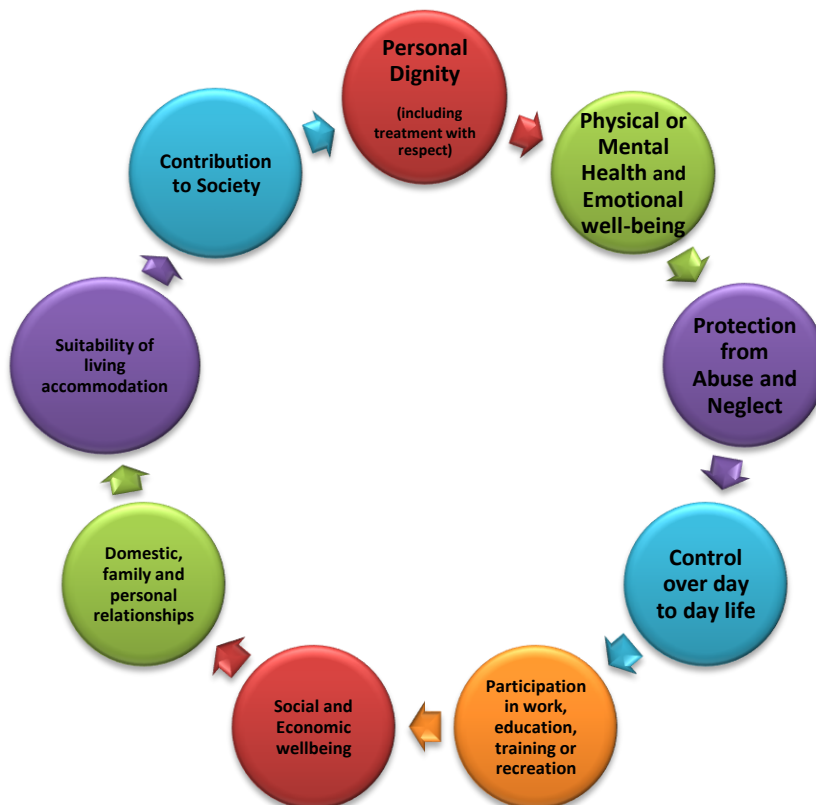 Personal
Dignity
(including
treatment with
respect)
Physical or
Mental
Health and
Emotional
well-being
Protection
from
Abuse and
Neglect
Control
over day
to day life
Participation
in work,
education,
training or
recreation
Social and
Economic
wellbeing
Domestic,
family and
personal
relationships
Suitability of
living
accommodation
Contribution
to Society